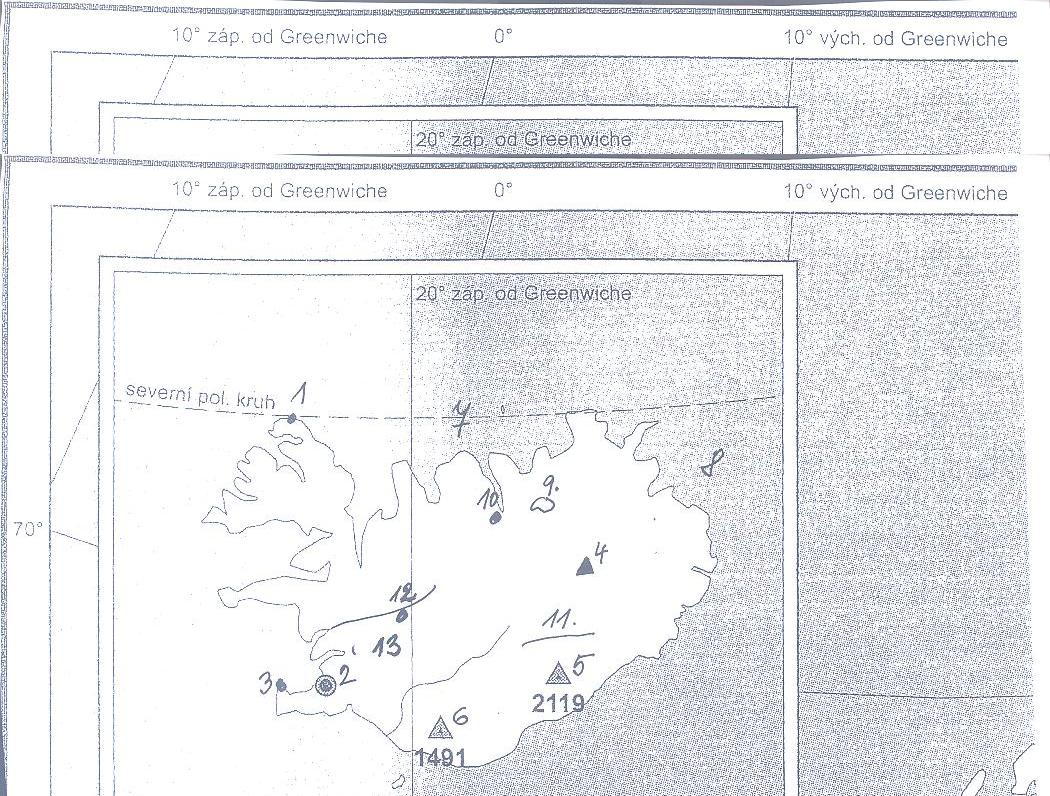 10° záp. od Greenwiche 0° 10° vých. od Greenwiche
20° záp. od Greenwiche
10° záp. od Greenwiche 0° 10° vých. od Greenwiche
20° záp. od Greenwiche
severní pol. kruh 1
7
8
9.
10
70°
4
12
11.
13
3 2 5
2119
6
1491